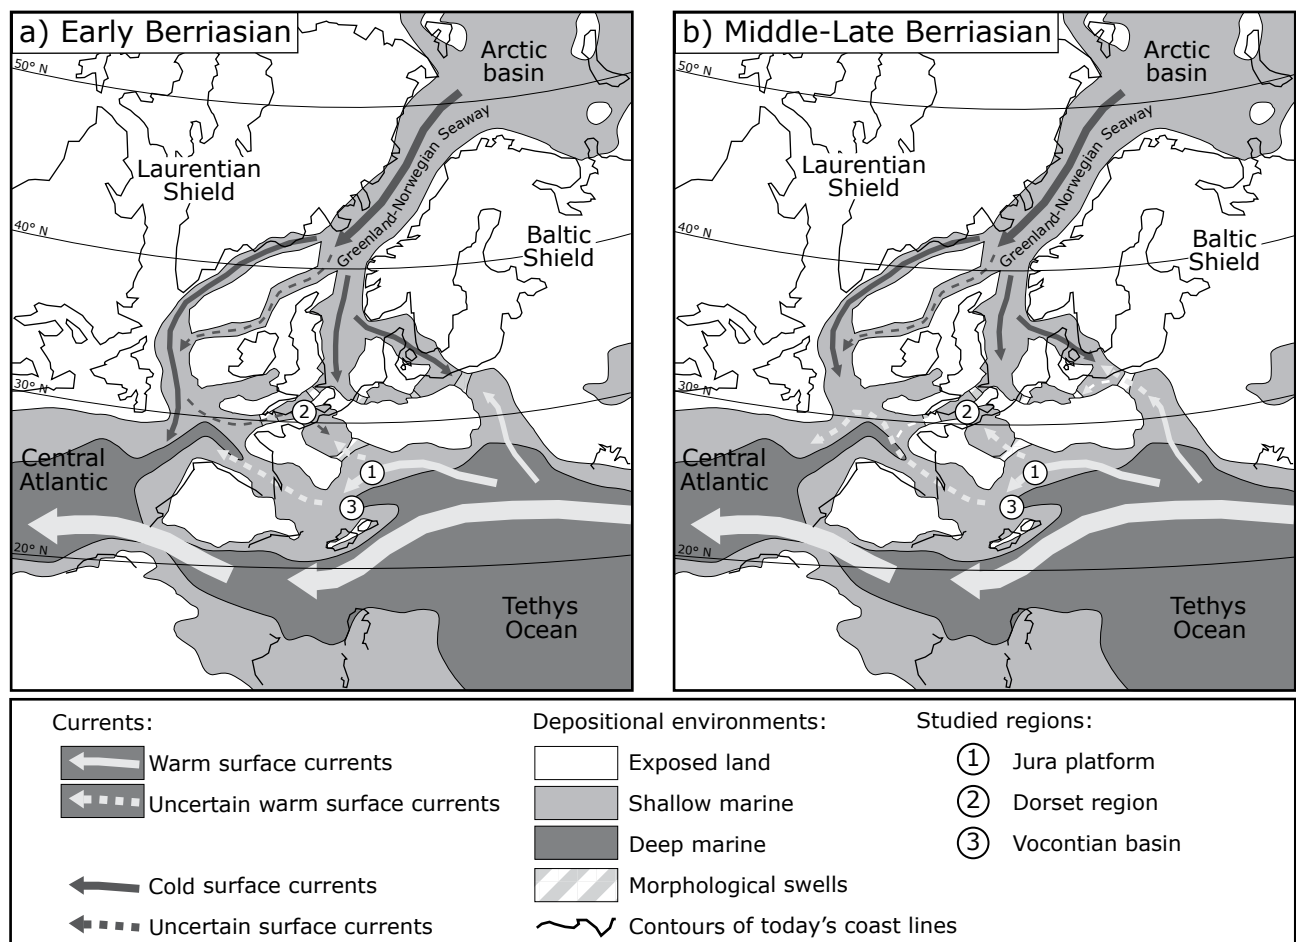 a) Early Berriasian
Arctic
basin
50° N
Greenland-Norwegian Seaway
Laurentian
Shield
40° N
Baltic
Shield
30° N
2
Central
Atlantic
1
3
20° N
Tethys
Ocean
b) Middle-Late Berriasian
Arctic
basin
50° N
Greenland-Norwegian Seaway
Laurentian
Shield
40° N
Baltic
Shield
30° N
2
Central
Atlantic
1
3
20° N
Tethys
Ocean
Currents:
Warm surface currents
Uncertain warm surface currents
Cold surface currents
Uncertain surface currents
Depositional environments:
Exposed land
Shallow marine
Deep marine
Morphological swells
Contours of today's coast lines
Studied regions:
1 Jura platform
2 Dorset region
3 Vocontian basin